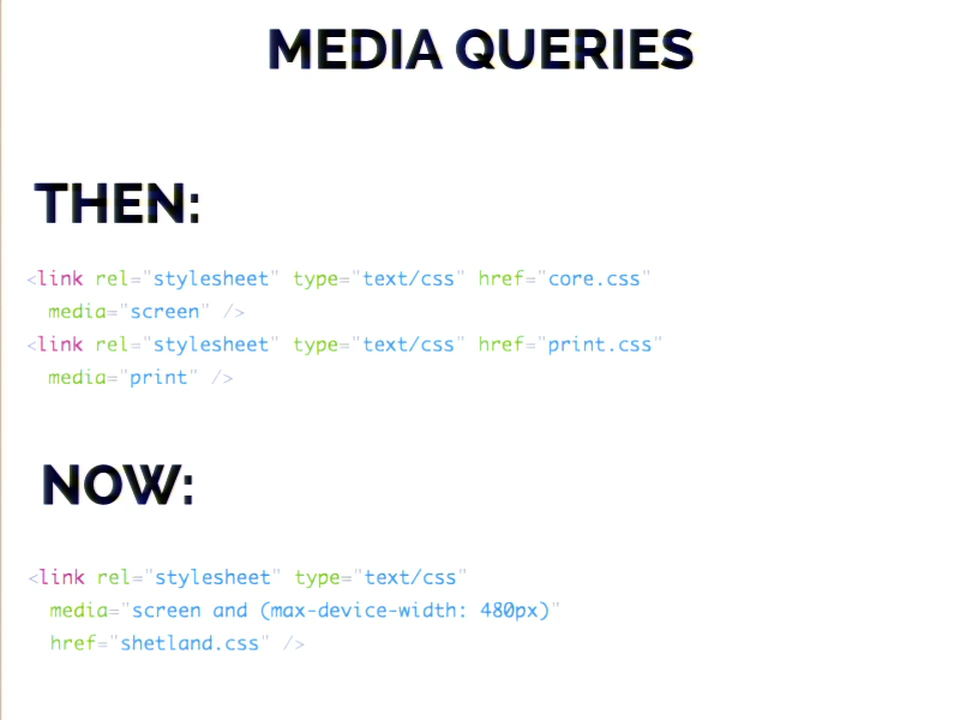 MEDIA QUERIES
THEN:
<link rel="stylesheet" type="text/css" href="core.css"
media="screen" />
<link rel="stylesheet" type="text/css" href="print.css"
media="print" />
NOW:
<link rel="stylesheet" type="text/css"
media="screen and (max-device-width: 480px)"
href="shetland.css" />